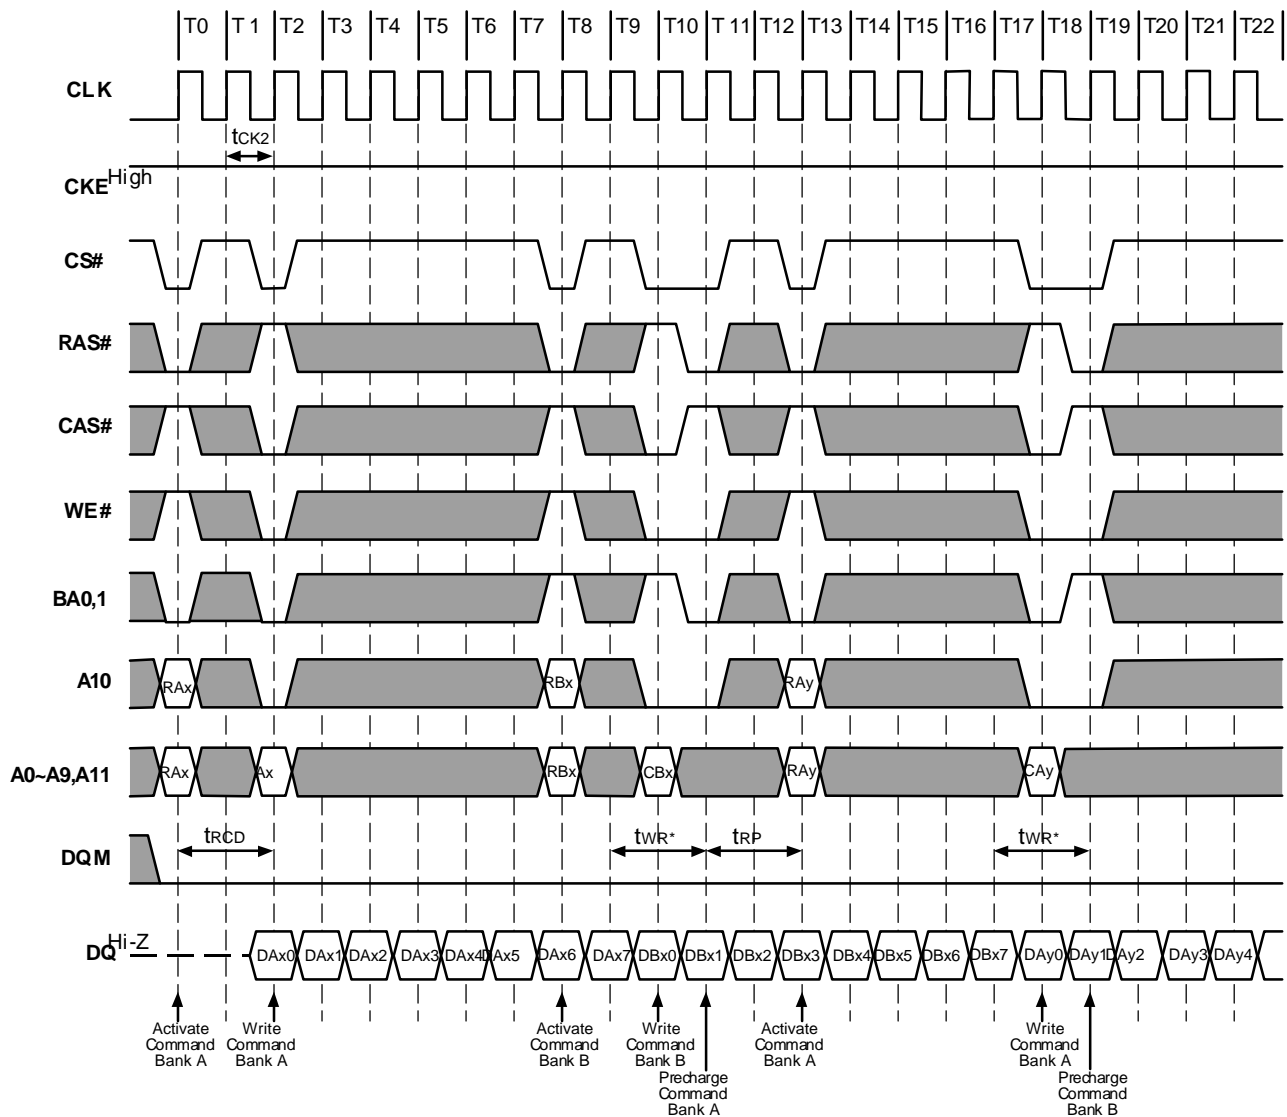 T0 T 1 T2 T3 T4 T5 T6 T7 T8 T9 T10 T 11 T12 T13 T14 T15 T16 T17 T18 T19 T20 T21 T22
CLK
tCK2
CKE High
CS#
RAS#
CAS#
WE#
BA0,1
A10 RAx RBx RAy
A0~A9,A11 RAx Ax RBx CBx RAy CAy
DQM tRCD tWR* tRP tWR*
DQ Hi-Z DAx0 DAx1 DAx2 DAx3 DAx4 DAx5 DAx6 DAx7 DBx0 DBx1 DBx2 DBx3 DBx4 DBx5 DBx6 DBx7 DAy0 DAy1 DAy2 DAy3 DAy4
Activate
Command
Bank A
Write
Command
Bank A
Activate
Command
Bank B
Write
Command
Bank B
Precharge
Command
Bank A
Activate
Command
Bank A
Write
Command
Bank A
Precharge
Command
Bank B